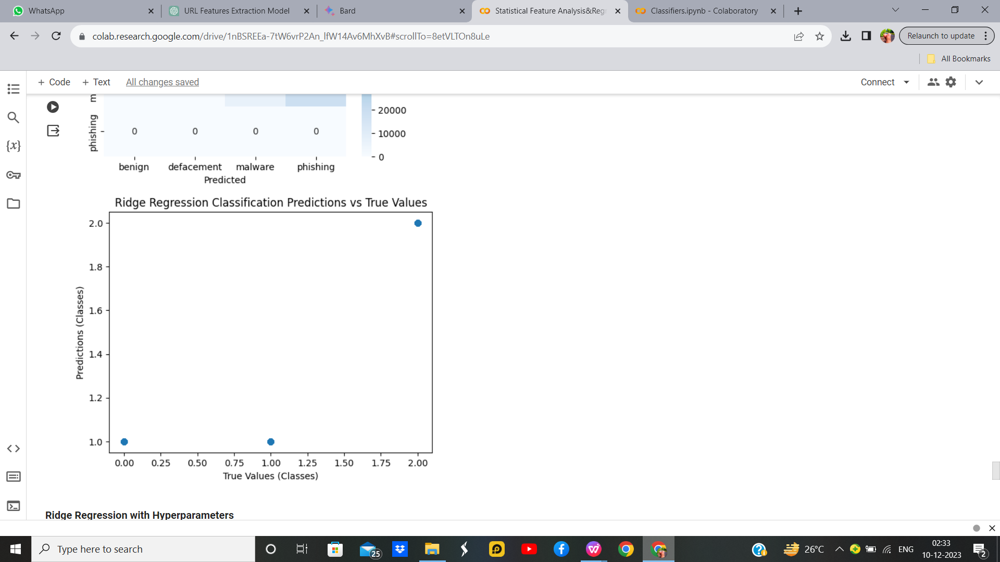 WhatsApp
URL Features Extraction Model
Bard
Statistical Feature Analysis&Regr
Classifiers.ipynb - Colaboratory
colab.research.google.com/drive/1nBSREEa-7tW6vrP2An_lfW14Av6MhXvB#scrollTo=8etVLTOn8uLe
Relaunch to update
All Bookmarks
+ Code + Text All changes saved
Connect
m
20000
phishing 0 0 0 0
10000
0
benign defacement malware phishing
Predicted
Ridge Regression Classification Predictions vs True Values
2.0
1.8
1.6
1.4
1.2
1.0
Predictions (Classes)
0.00 0.25 0.50 0.75 1.00 1.25 1.50 1.75 2.00
True Values (Classes)
Ridge Regression with Hyperparameters
Type here to search
25
26°C
ENG
02:33
10-12-2023
2